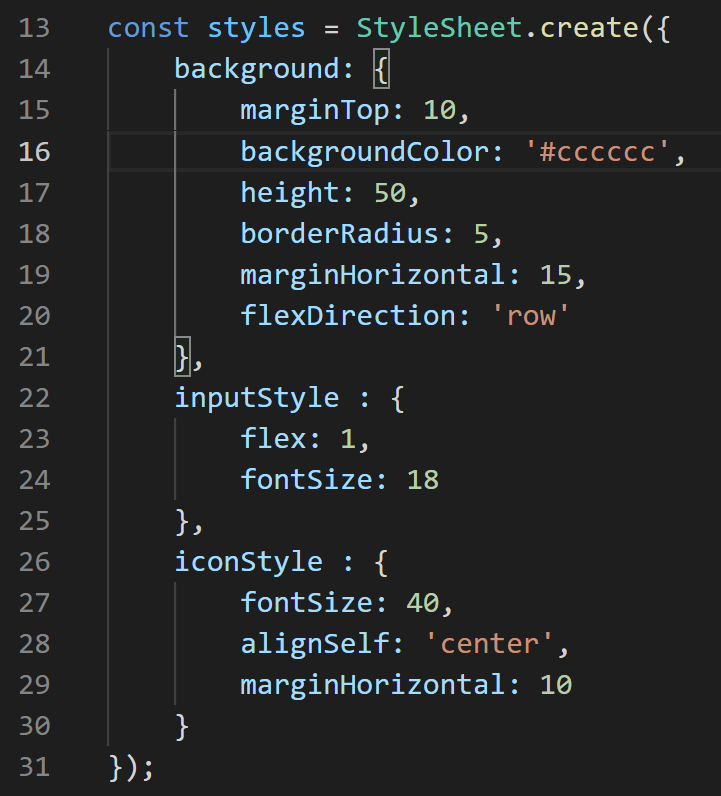 13 const styles = StyleSheet.create({
14     background: {
15         marginTop: 10,
16         backgroundColor: '#cccccc',
17         height: 50,
18         borderRadius: 5,
19         marginHorizontal: 15,
20         flexDirection: 'row'
21     },
22     inputStyle : {
23         flex: 1,
24         fontSize: 18
25     },
26     iconStyle : {
27         fontSize: 40,
28         alignSelf: 'center',
29         marginHorizontal: 10
30     }
31 });